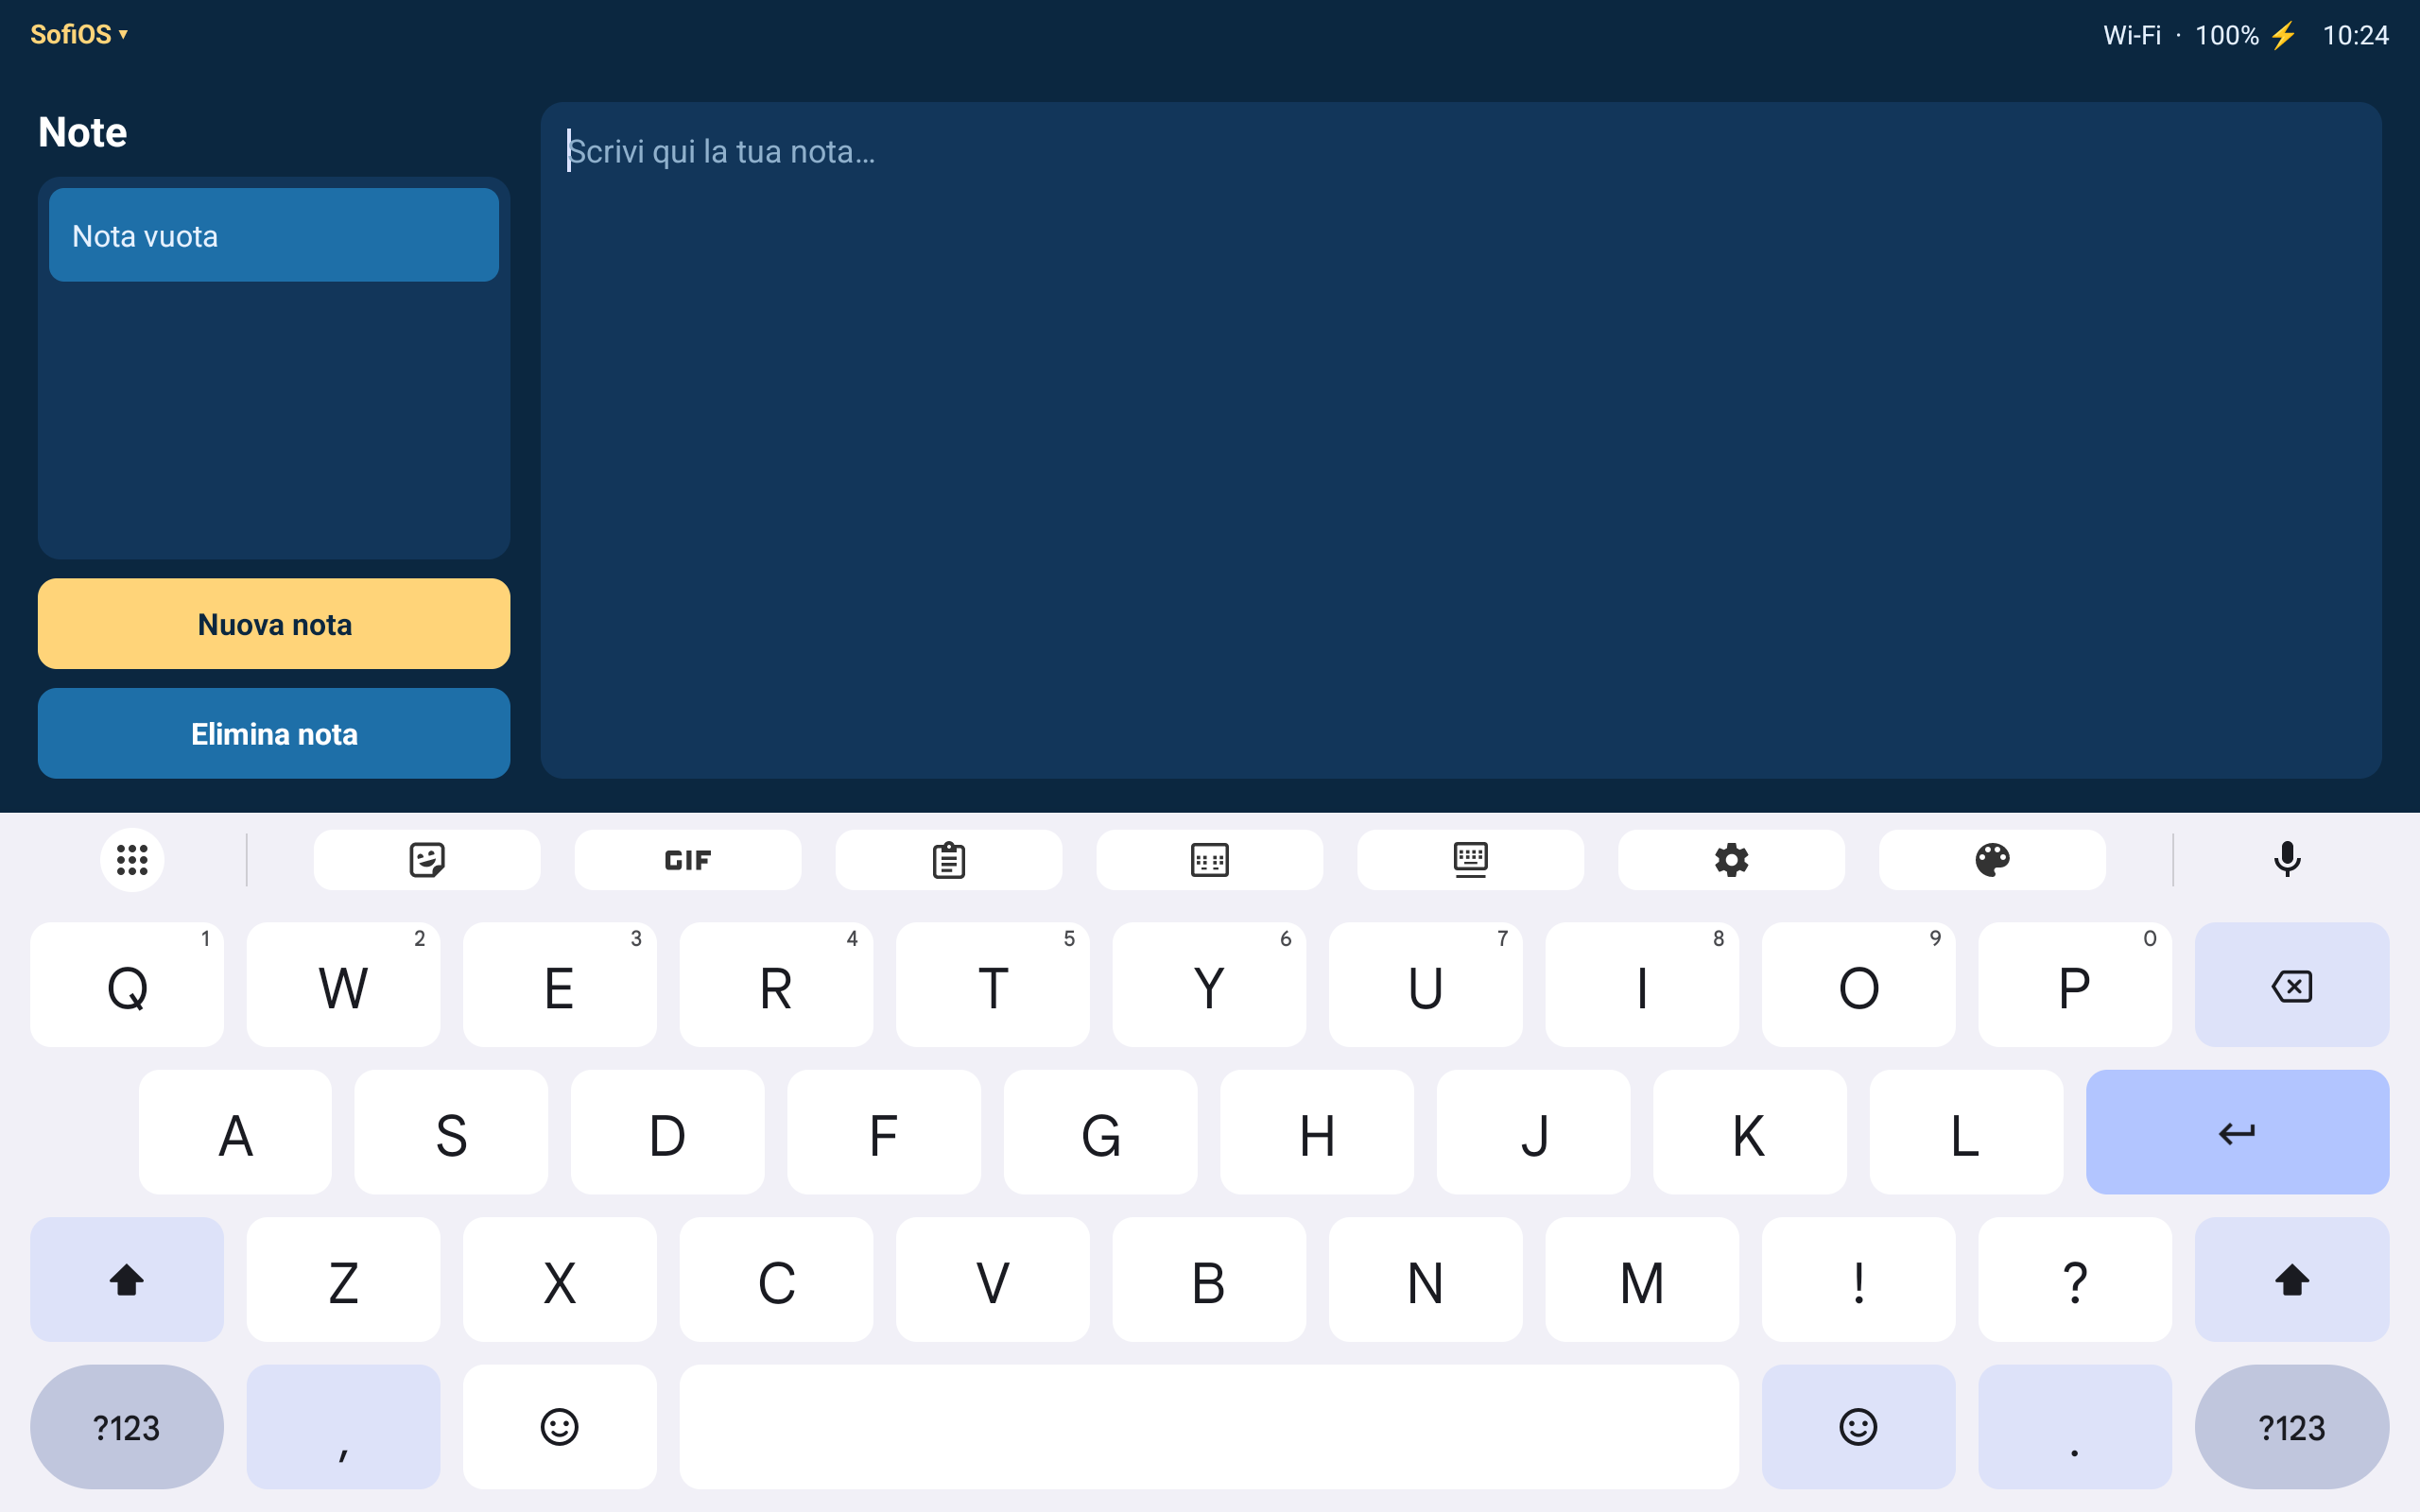 SofiOS ▾
Wi-Fi · 100% ⚡ 10:24
Note
Nota vuota
Nuova nota
Elimina nota
Scrivi qui la tua nota…
GIF
Q 1 W 2 E 3 R 4 T 5 Y 6 U 7 I 8 O 9 P 0
A S D F G H J K L
Z X C V B N M ! ?
?123 , . ?123